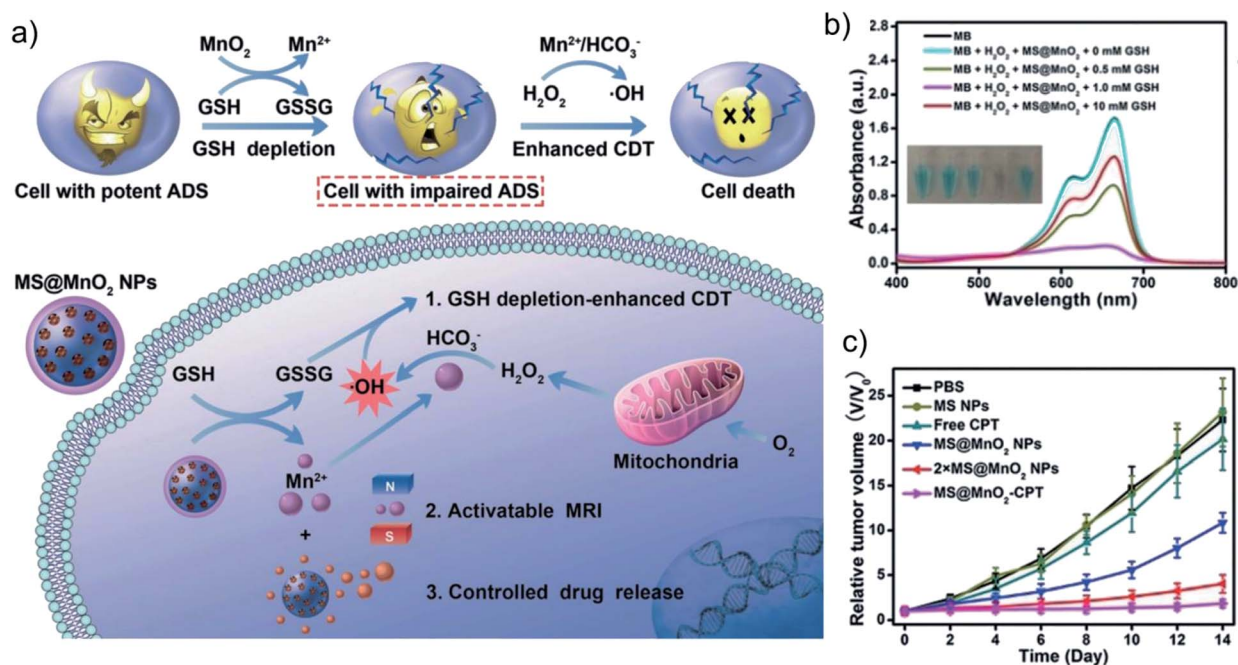 a)
MnO₂ Mn²⁺
GSH GSSG
GSH depletion
Mn²⁺/HCO₃⁻
H₂O₂ ·OH
Enhanced CDT
Cell with potent ADS
Cell with impaired ADS
Cell death
MS@MnO₂ NPs
1. GSH depletion-enhanced CDT
GSH
GSSG
·OH
HCO₃⁻
H₂O₂
Mitochondria
O₂
Mn²⁺
+
N
S
2. Activatable MRI
3. Controlled drug release
b)
Absorbance (a.u.)
2.8
2.4
2.0
1.6
1.2
0.8
0.4
0.0
MB
MB + H₂O₂ + MS@MnO₂ + 0 mM GSH
MB + H₂O₂ + MS@MnO₂ + 0.5 mM GSH
MB + H₂O₂ + MS@MnO₂ + 1.0 mM GSH
MB + H₂O₂ + MS@MnO₂ + 10 mM GSH
400 500 600 700 800
Wavelength (nm)
c)
Relative tumor volume (V/V₀)
25
20
15
10
5
0
PBS
MS NPs
Free CPT
MS@MnO₂ NPs
2×MS@MnO₂ NPs
MS@MnO₂-CPT
0 2 4 6 8 10 12 14
Time (Day)